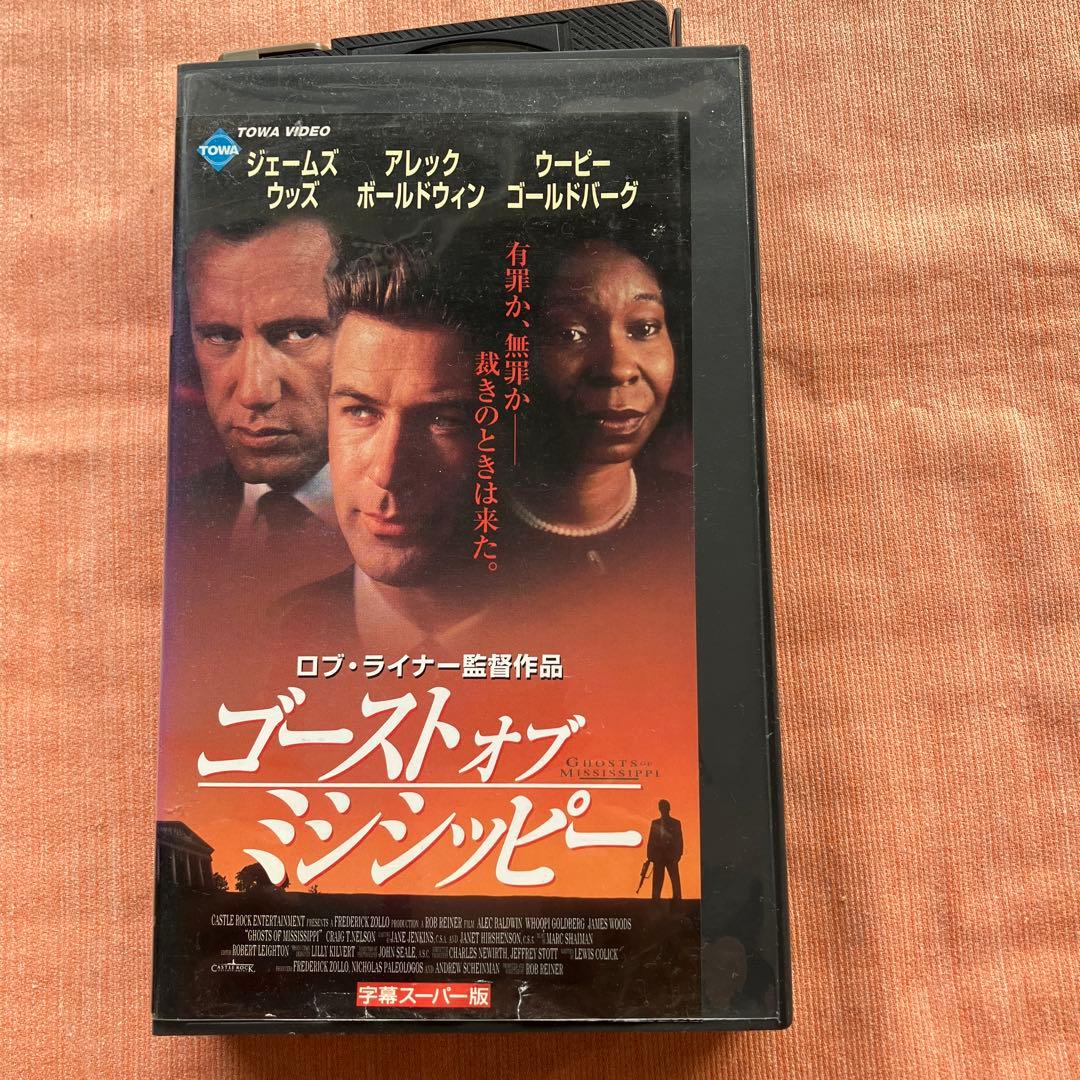 TOWA VIDEO
TOWA
ジェームズ
ウッズ
アレック
ボールドウィン
ウーピー
ゴールドバーグ
有罪か、無罪か——
裁きのときは来た。
ロブ・ライナー監督作品
ゴースト オブ
GHOSTS OF
MISSISSIPPI
ミシシッピー
CASTLE ROCK ENTERTAINMENT PRESENTS A FREDERICK ZOLLO PRODUCTION A ROB REINER FILM ALEC BALDWIN WHOOPI GOLDBERG JAMES WOODS
"GHOSTS OF MISSISSIPPI" CRAIG T. NELSON JANE JENKINS, C.S.A. AND JANET HIRSHENSON, C.S.A. MARC SHAIMAN
ROBERT LEIGHTON LILLY KILVERT JOHN SEALE, A.S.C. CHARLES NEWIRTH, JEFFREY STOTT LEWIS COLICK
CASTLE ROCK
FREDERICK ZOLLO, NICHOLAS PALEOLOGOS AND ANDREW SCHEINMAN ROB REINER
字幕スーパー版